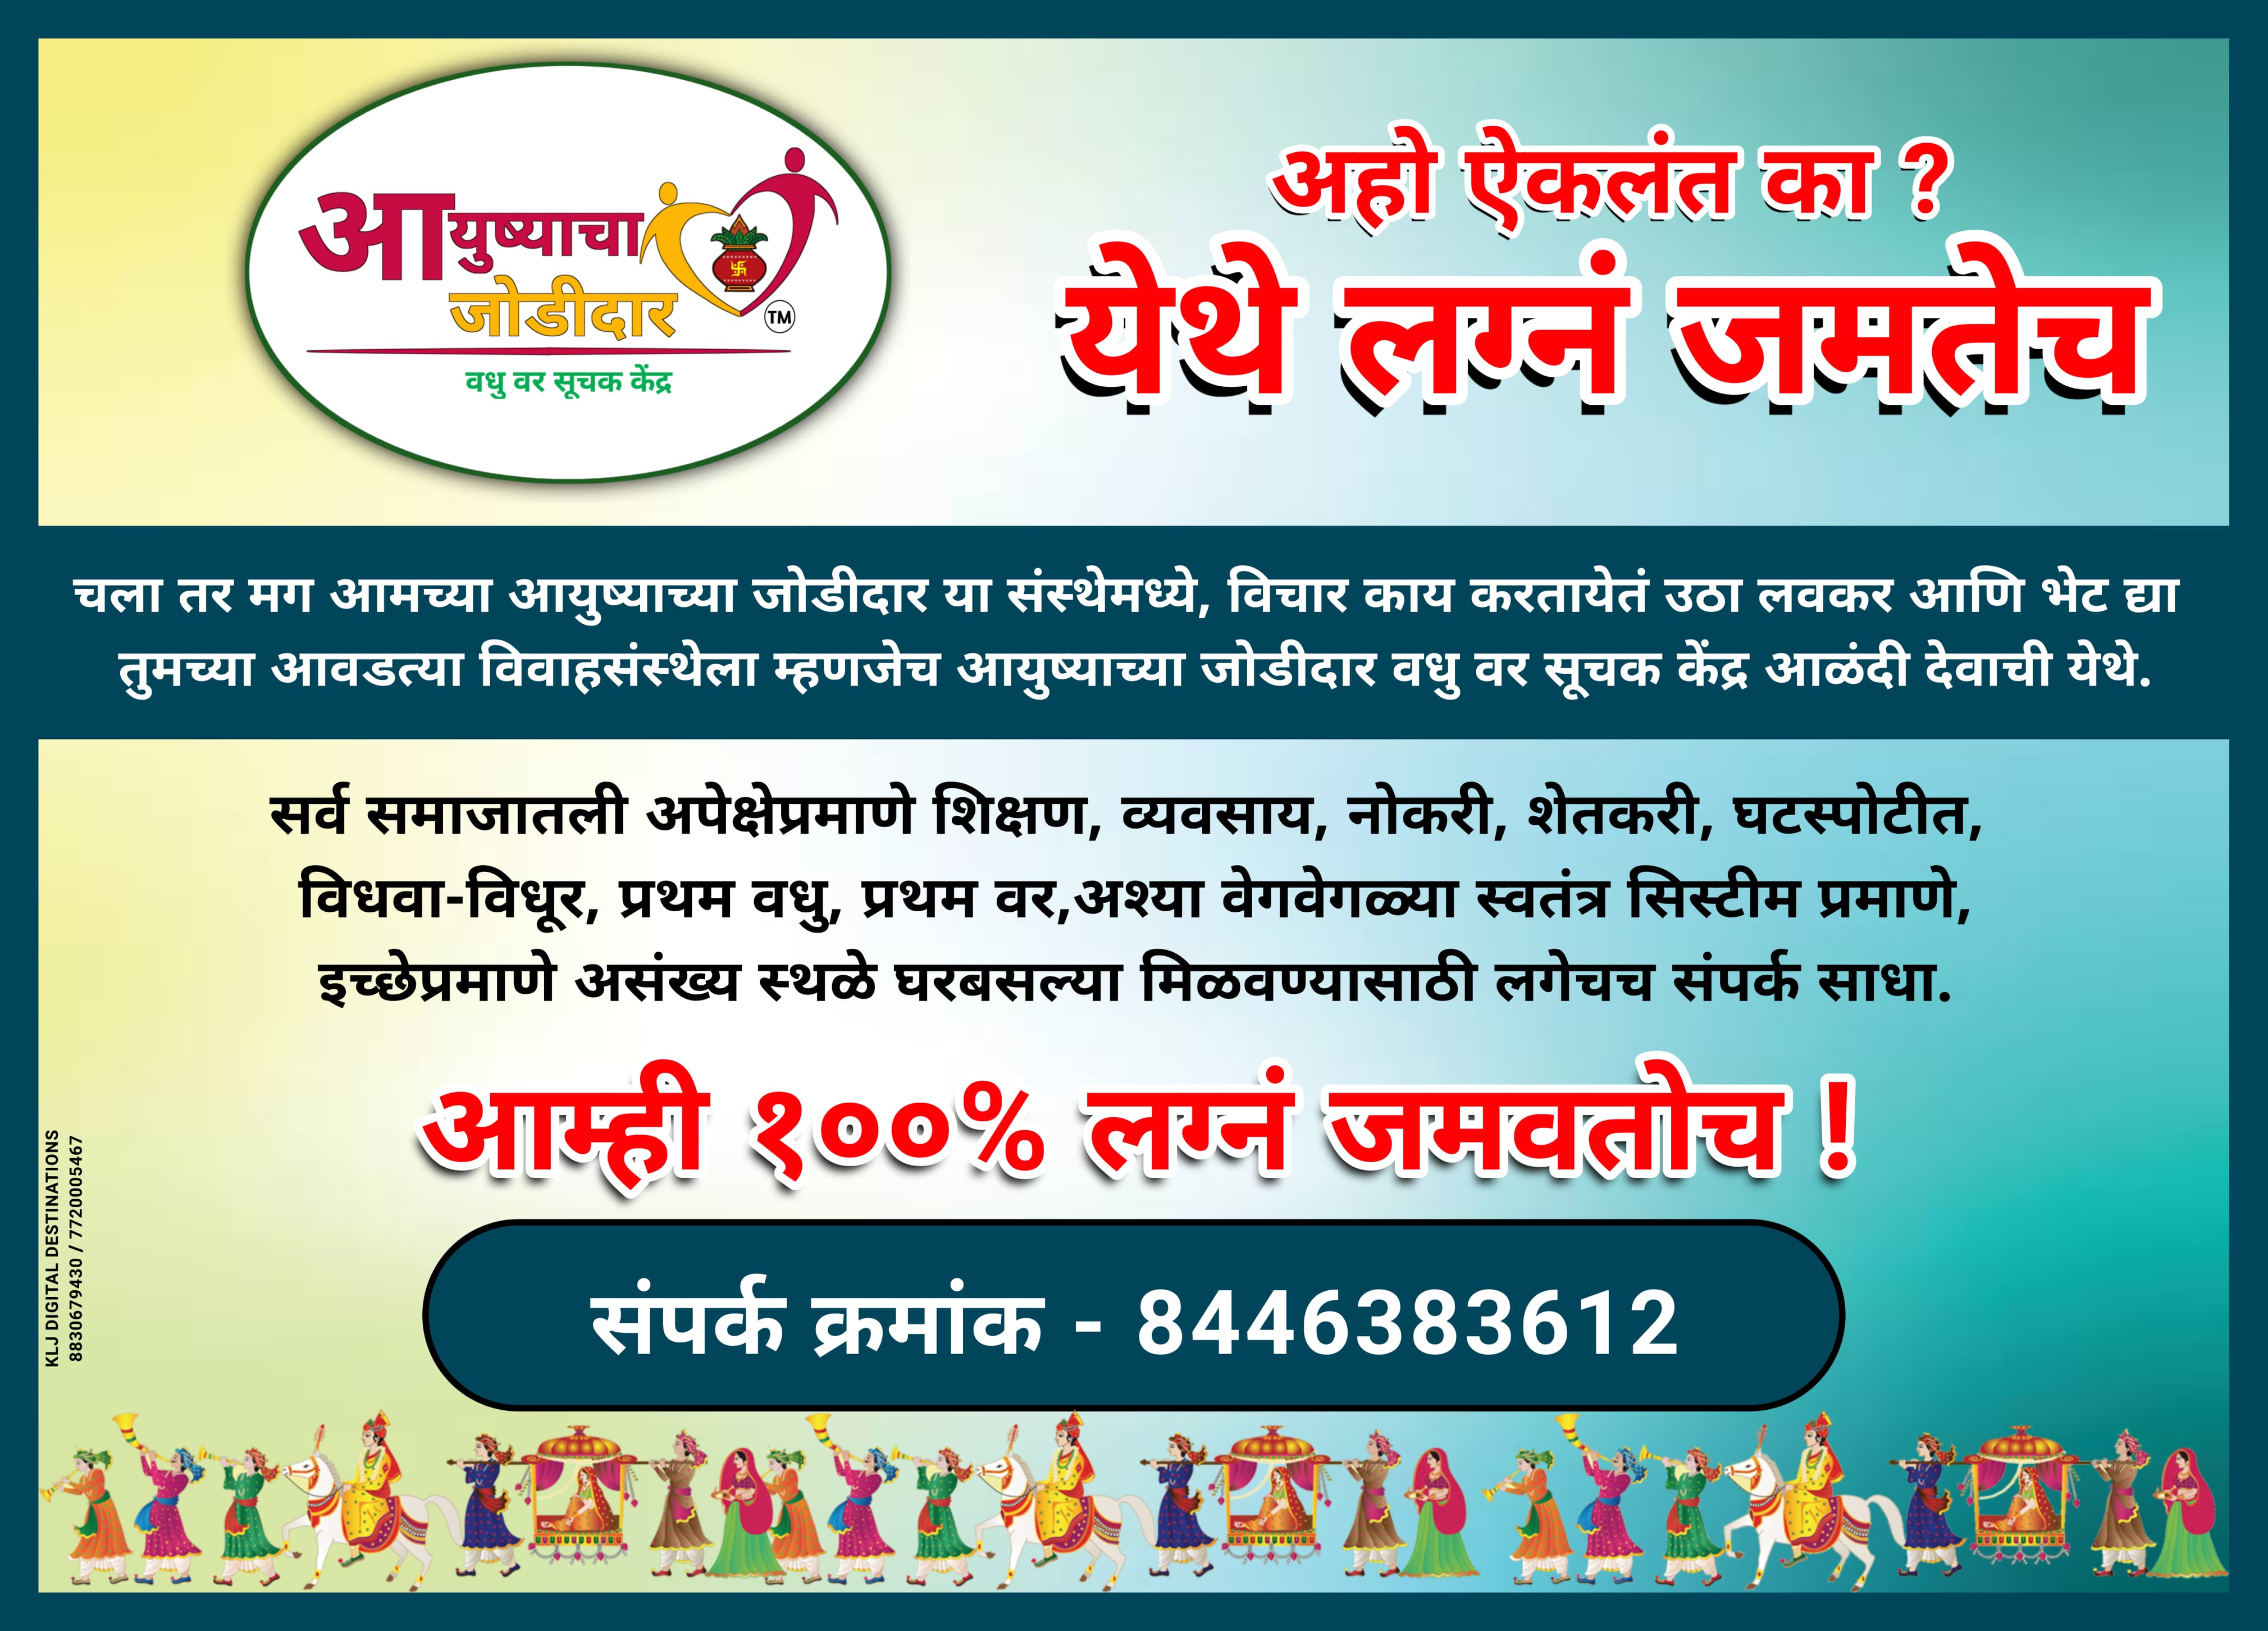 आयुष्याचा
जोडीदार
TM
वधु वर सूचक केंद्र
अहो ऐकलंत का ?
येथे लग्नं जमतेच
चला तर मग आमच्या आयुष्याच्या जोडीदार या संस्थेमध्ये, विचार काय करतायेतं उठा लवकर आणि भेट द्या
तुमच्या आवडत्या विवाहसंस्थेला म्हणजेच आयुष्याच्या जोडीदार वधु वर सूचक केंद्र आळंदी देवाची येथे.
सर्व समाजातली अपेक्षेप्रमाणे शिक्षण, व्यवसाय, नोकरी, शेतकरी, घटस्पोटीत,
विधवा-विधूर, प्रथम वधु, प्रथम वर,अश्या वेगवेगळ्या स्वतंत्र सिस्टीम प्रमाणे,
इच्छेप्रमाणे असंख्य स्थळे घरबसल्या मिळवण्यासाठी लगेचच संपर्क साधा.
आम्ही १००% लग्नं जमवतोच !
संपर्क क्रमांक - 8446383612
KLJ DIGITAL DESTINATIONS
8830679430 / 7720005467